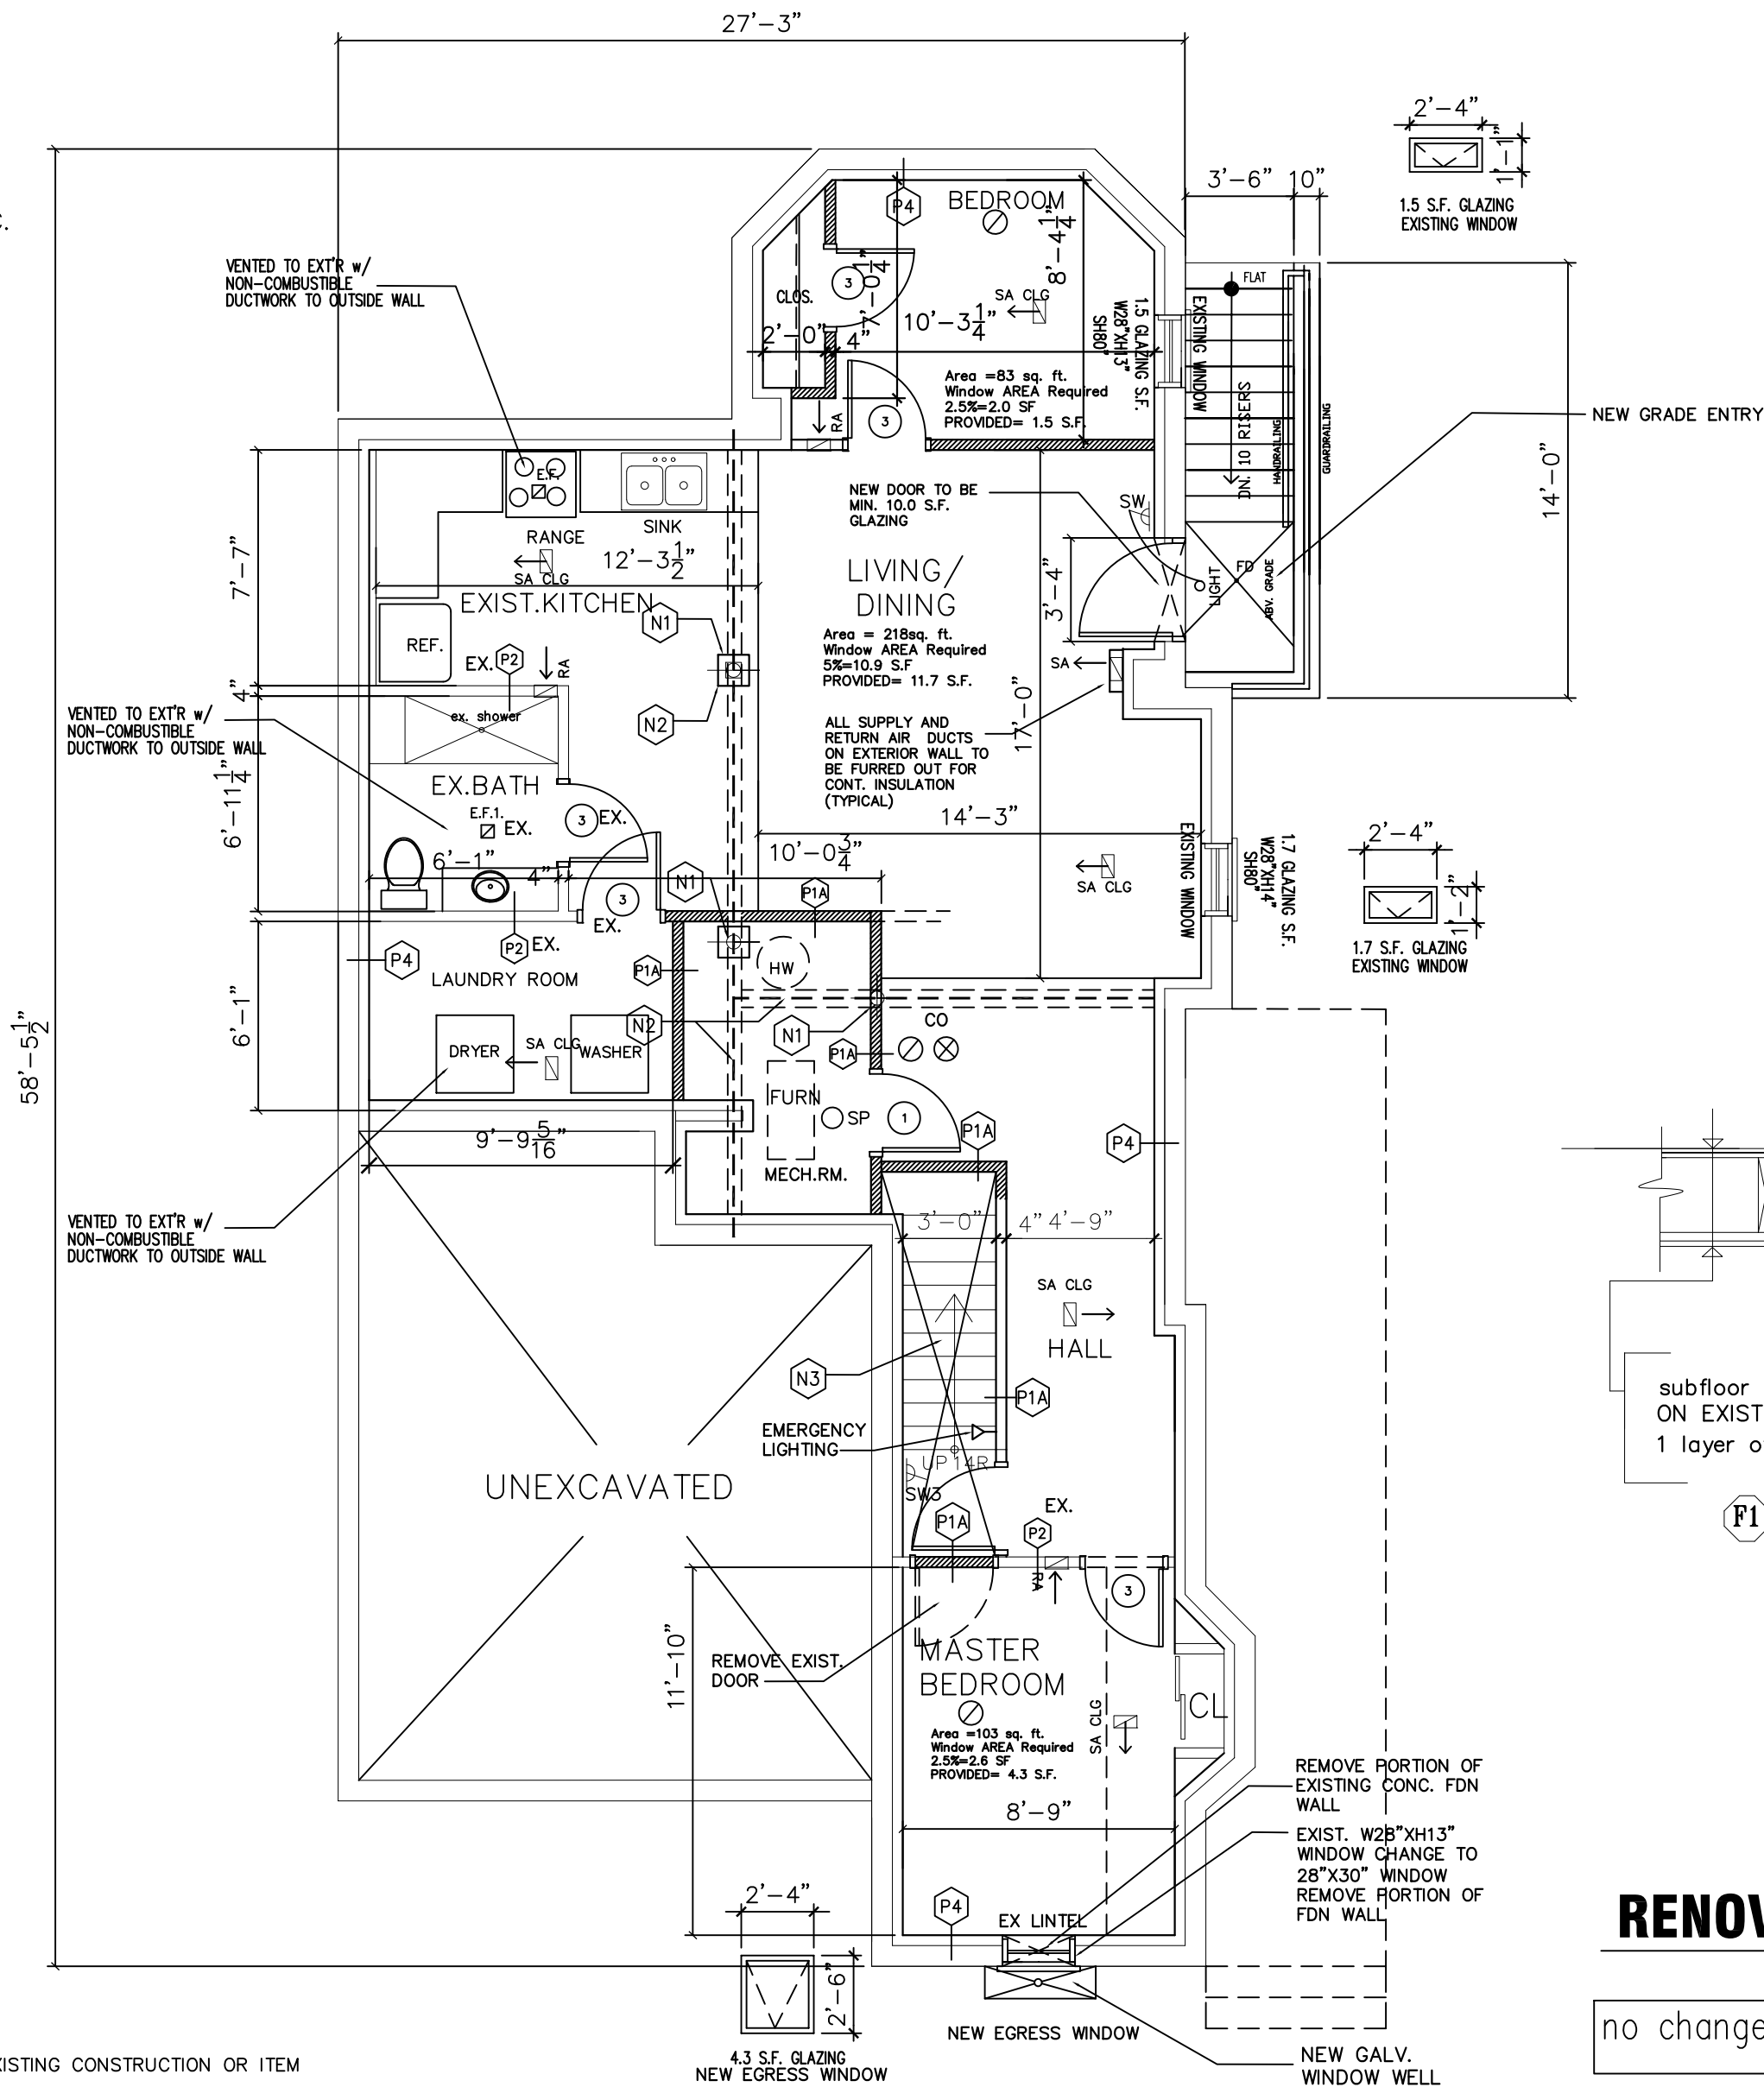 27'-3"
2'-4"
1'-1"
1.5 S.F. GLAZING
EXISTING WINDOW
3'-6" 10"
VENTED TO EXT'R w/
NON-COMBUSTIBLE
DUCTWORK TO OUTSIDE WALL
P4
BEDROOM
8'-4 1/4"
7'-0 1/4"
CLOS.
3
SA CLG
2'-0"
4"
10'-3 1/4"
Area =83 sq. ft.
Window AREA Required
2.5%=2.0 SF
PROVIDED= 1.5 S.F.
1.5 GLAZING S.F.
W28"XH13"
SH80"
EXISTING WINDOW
FLAT
DN. 10 RISERS
HANDRAILING
GUARDRAILING
NEW GRADE ENTRY
14'-0"
RA
3
E.F.
RANGE
SINK
SA CLG
12'-3 1/2"
7'-7"
EXIST.KITCHEN
REF.
EX.
P2
RA
N1
N2
NEW DOOR TO BE
MIN. 10.0 S.F.
GLAZING
SW
LIVING/
DINING
Area = 218sq. ft.
Window AREA Required
5%=10.9 S.F
PROVIDED= 11.7 S.F.
3'-4"
LIGHT
FD
ABV. GRADE
SA
17'-0"
ALL SUPPLY AND
RETURN AIR DUCTS
ON EXTERIOR WALL TO
BE FURRED OUT FOR
CONT. INSULATION
(TYPICAL)
14'-3"
4"
ex. shower
VENTED TO EXT'R w/
NON-COMBUSTIBLE
DUCTWORK TO OUTSIDE WALL
6'-11 1/4"
EX.BATH
E.F.1.
EX.
3
EX.
6'-1"
4"
10'-0 3/4"
N1
P1A
3
EX.
P2
EX.
SA CLG
EXISTING WINDOW
1.7 GLAZING S.F.
W28"XH14"
SH80"
2'-4"
1'-2"
1.7 S.F. GLAZING
EXISTING WINDOW
P4
LAUNDRY ROOM
P1A
HW
6'-1"
58'-5 1/2"
DRYER
SA CLG
WASHER
N2
N1
P1A
CO
FURN
SP
1
MECH.RM.
P1A
P4
9'-9 5/16"
VENTED TO EXT'R w/
NON-COMBUSTIBLE
DUCTWORK TO OUTSIDE WALL
3'-0"
4"
4'-9"
SA CLG
HALL
N3
P1A
EMERGENCY
LIGHTING
UP 14R
SW3
P1A
EX.
P2
RA
3
UNEXCAVATED
subfloor
ON EXIST
F1
11'-10"
REMOVE EXIST.
DOOR
MASTER
BEDROOM
Area =103 sq. ft.
Window AREA Required
2.5%=2.6 SF
PROVIDED= 4.3 S.F.
SA CLG
CL
8'-9"
REMOVE PORTION OF
EXISTING CONC. FDN
WALL
EXIST. W28"XH13"
WINDOW CHANGE TO
28"X30" WINDOW
REMOVE PORTION OF
FDN WALL
P4
EX LINTEL
2'-4"
2'-6"
4.3 S.F. GLAZING
NEW EGRESS WINDOW
NEW EGRESS WINDOW
NEW GALV.
WINDOW WELL
RENOV
no change
ISTING CONSTRUCTION OR ITEM
1 layer